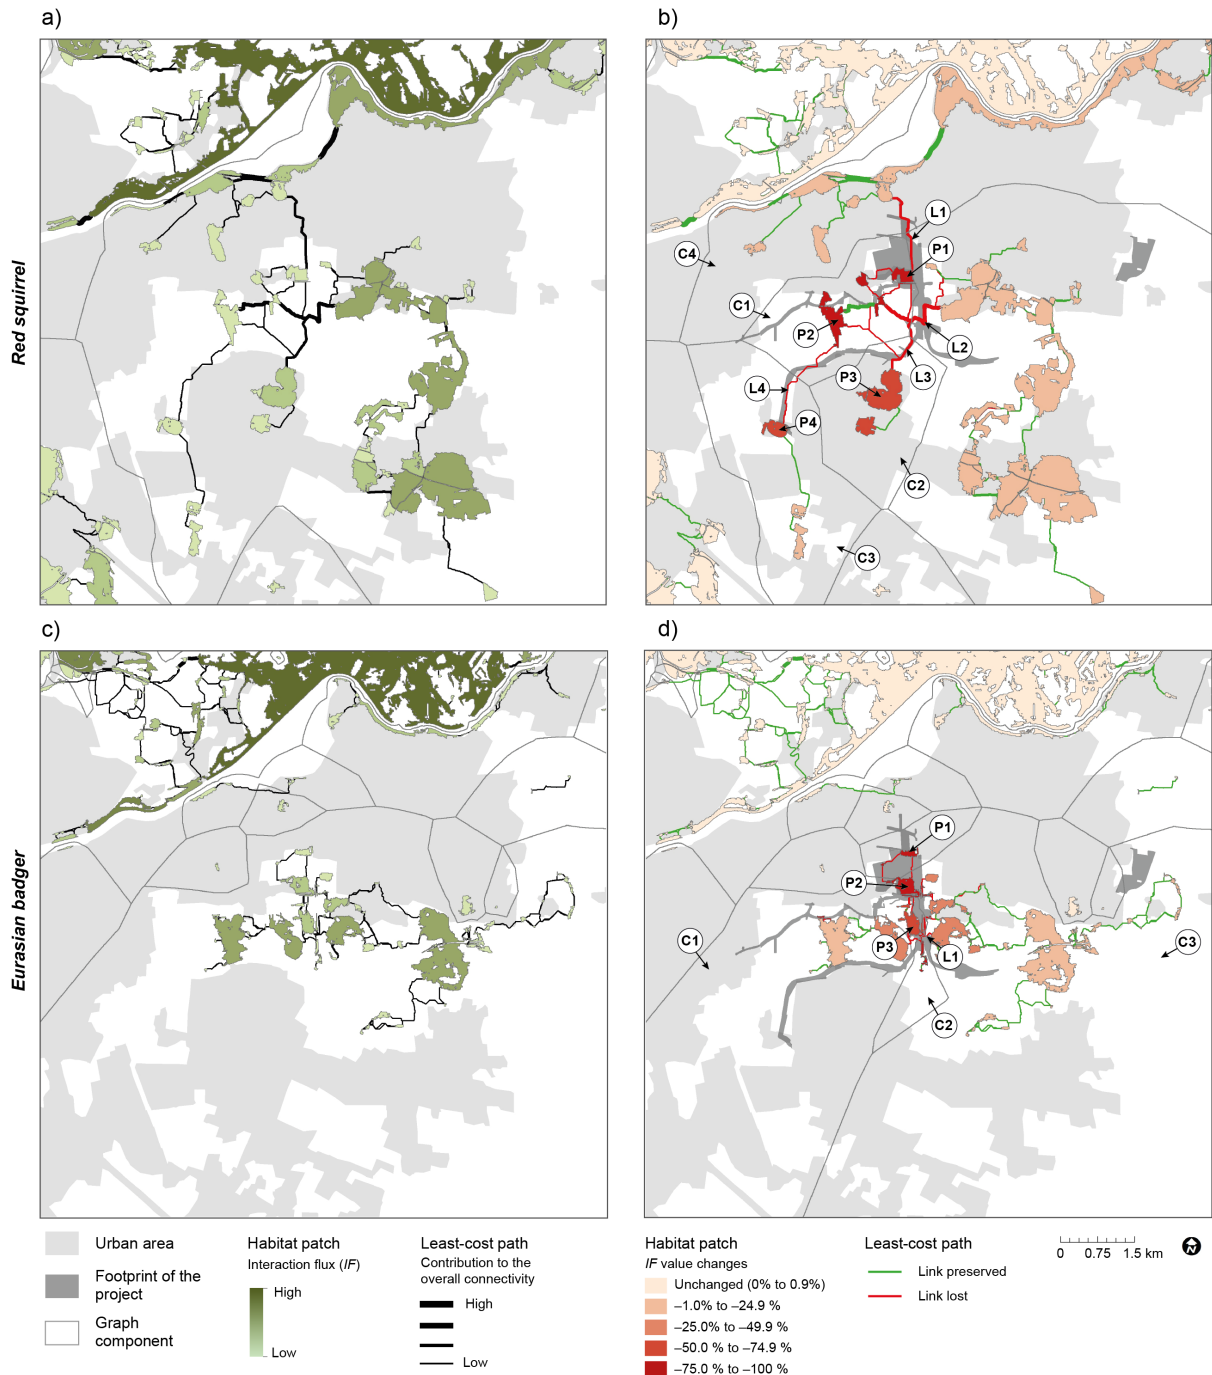 a)
b)
Red squirrel
L1
P1
C4
C1
P2
L2
L3
P3
L4
P4
C2
C3
c)
d)
Eurasian badger
P1
P2
C1
P3
L1
C3
C2
Urban area
Footprint of the
project
Graph
component
Habitat patch
Interaction flux (IF)
High
Low
Least-cost path
Contribution to the
overall connectivity
High
Low
Habitat patch
IF value changes
Unchanged (0% to 0.9%)
–1.0% to –24.9 %
–25.0% to –49.9 %
–50.0 % to –74.9 %
–75.0 % to –100 %
Least-cost path
Link preserved
Link lost
0 0.75 1.5 km
N